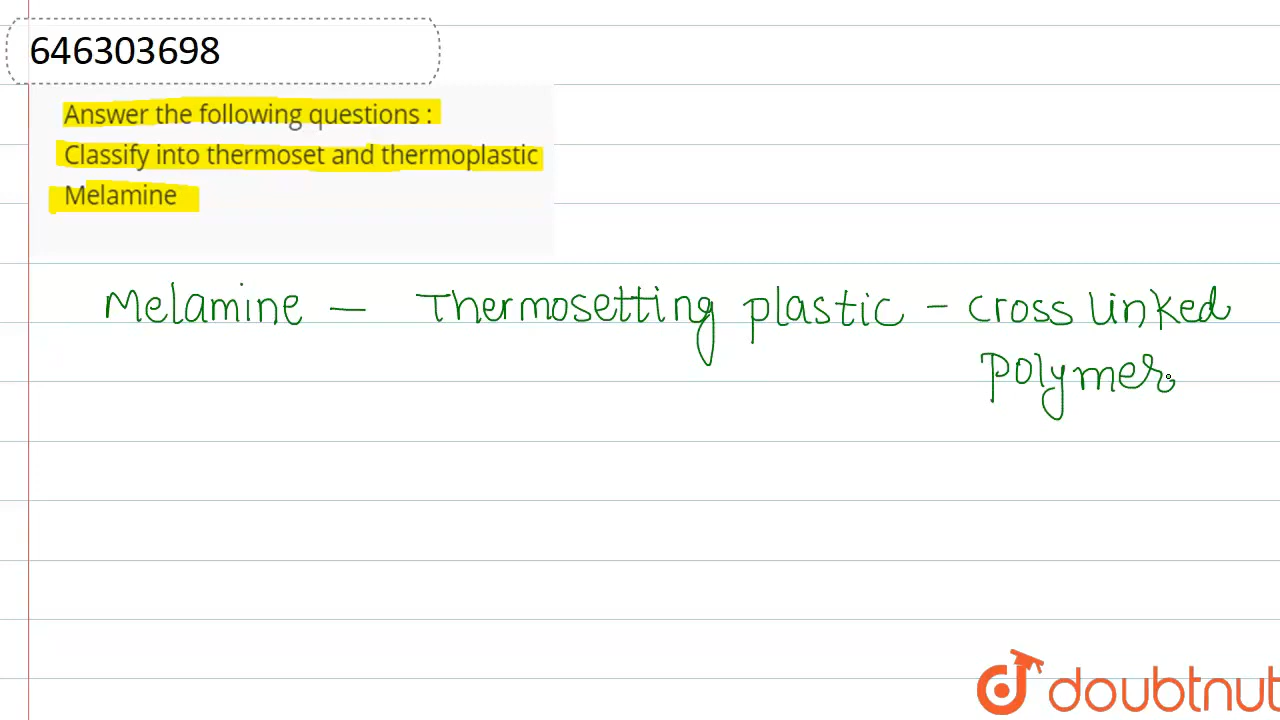 646303698
Answer the following questions :
Classify into thermoset and thermoplastic
Melamine
Melamine — Thermosetting plastic - cross linked
polymer
doubtnut